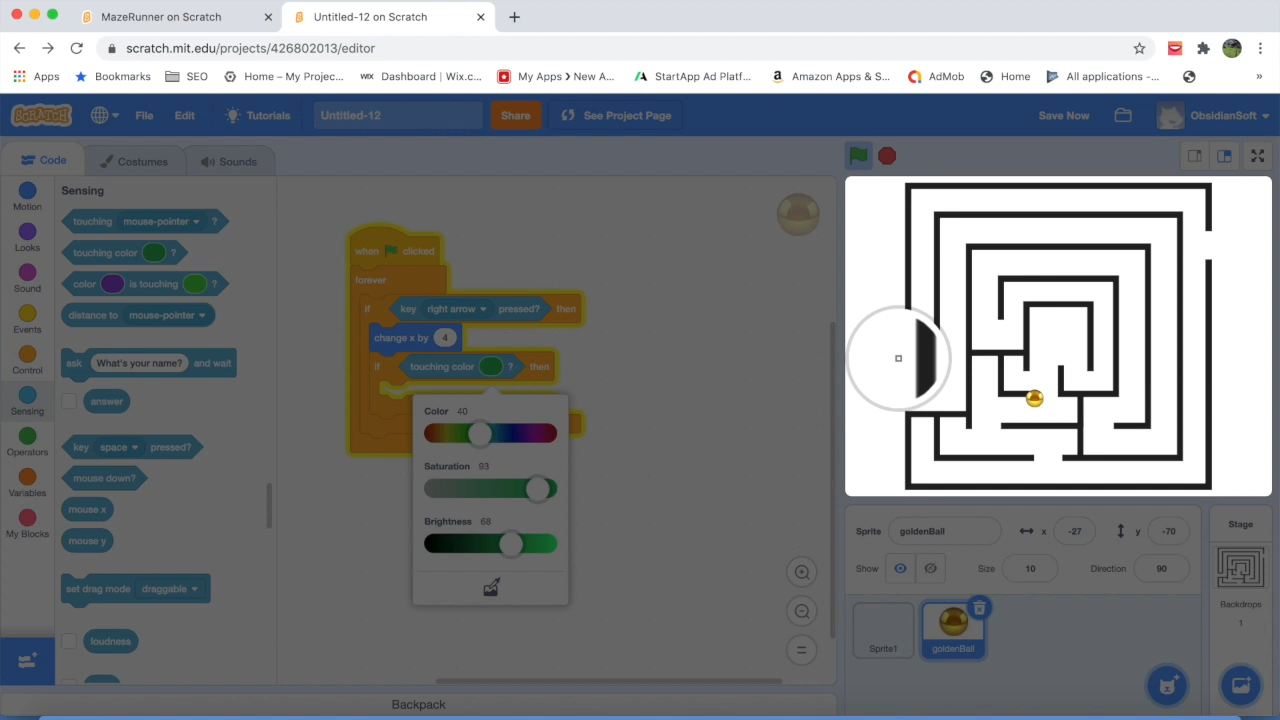 MazeRunner on Scratch
Untitled-12 on Scratch
scratch.mit.edu/projects/426802013/editor
Apps
Bookmarks
SEO
Home – My Projec...
WIX
Dashboard | Wix.c...
My Apps › New A...
StartApp Ad Platf...
Amazon Apps & S...
AdMob
Home
All applications -...
»
SCRATCH
File
Edit
Tutorials
Untitled-12
Share
See Project Page
Save Now
ObsidianSoft
Code
Costumes
Sounds
Motion
Looks
Sound
Events
Control
Sensing
Operators
Variables
My Blocks
Sensing
touching mouse-pointer ?
touching color ?
color is touching ?
distance to mouse-pointer
ask What's your name? and wait
answer
key space pressed?
mouse down?
mouse x
mouse y
set drag mode draggable
loudness
when clicked
forever
if key right arrow pressed? then
change x by 4
if touching color ? then
Color 40
Saturation 93
Brightness 68
Sprite goldenBall x -27 y -70
Show Size 10 Direction 90
Sprite1
goldenBall
Stage
Backdrops
1
Backpack